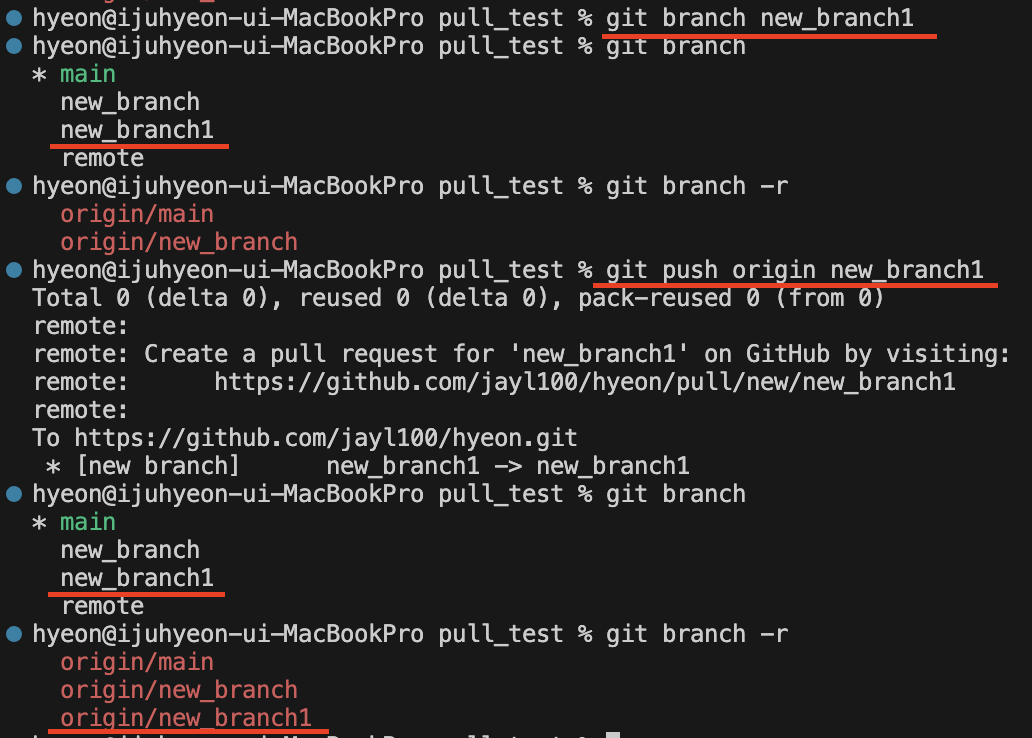 hyeon@ijuhyeon-ui-MacBookPro pull_test % git branch new_branch1
hyeon@ijuhyeon-ui-MacBookPro pull_test % git branch
* main
new_branch
new_branch1
remote
hyeon@ijuhyeon-ui-MacBookPro pull_test % git branch -r
origin/main
origin/new_branch
hyeon@ijuhyeon-ui-MacBookPro pull_test % git push origin new_branch1
Total 0 (delta 0), reused 0 (delta 0), pack-reused 0 (from 0)
remote:
remote: Create a pull request for 'new_branch1' on GitHub by visiting:
remote:      https://github.com/jayl100/hyeon/pull/new/new_branch1
remote:
To https://github.com/jayl100/hyeon.git
* [new branch]      new_branch1 -> new_branch1
hyeon@ijuhyeon-ui-MacBookPro pull_test % git branch
* main
new_branch
new_branch1
remote
hyeon@ijuhyeon-ui-MacBookPro pull_test % git branch -r
origin/main
origin/new_branch
origin/new_branch1